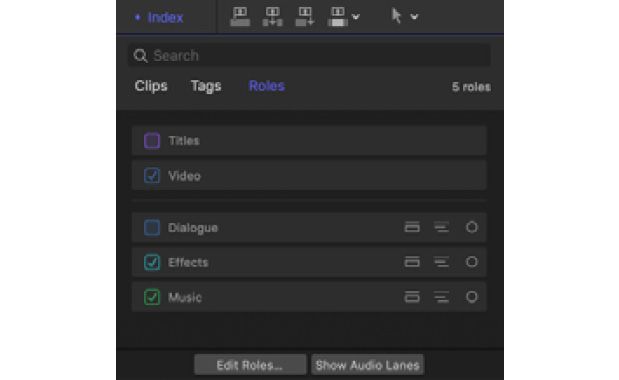 Index
Search
Clips Tags Roles 5 roles
Titles
Video
Dialogue
Effects
Music
Edit Roles... Show Audio Lanes